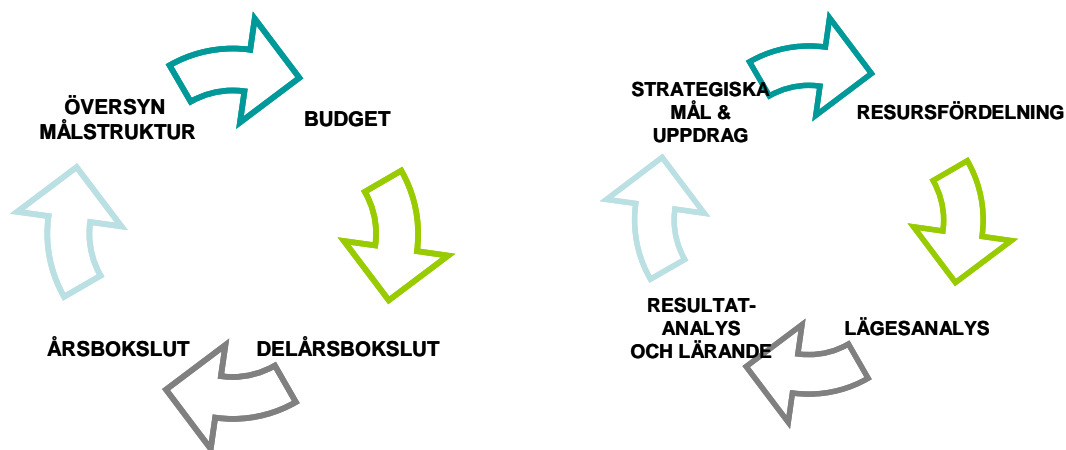 ÖVERSYN
MÅLSTRUKTUR
BUDGET
ÅRSBOKSLUT
DELÅRSBOKSLUT
STRATEGISKA
MÅL &
UPPDRAG
RESURSFÖRDELNING
RESULTAT-
ANALYS
OCH LÄRANDE
LÄGESANALYS